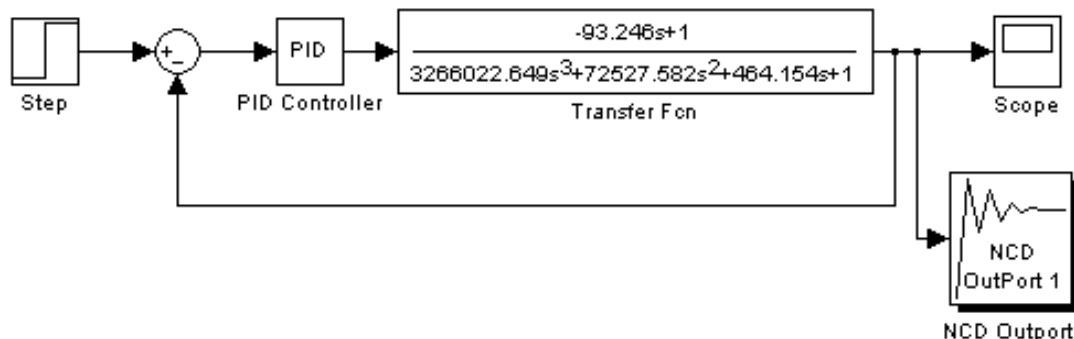 -93.246s+1
+
−
PID
3266022.649s³+72527.582s²+464.154s+1
Step
PID Controller
Transfer Fcn
Scope
NCD
OutPort 1
NCD Outport